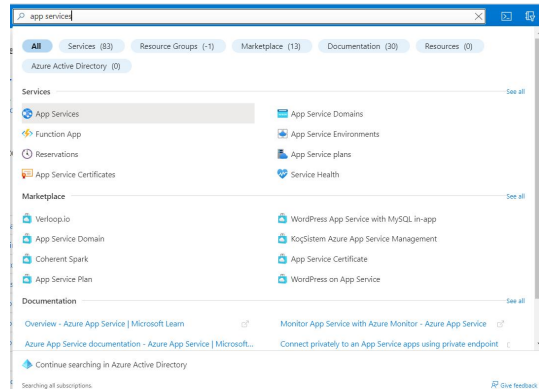 app services
All Services (83) Resource Groups (-1) Marketplace (13) Documentation (30) Resources (0)
Azure Active Directory (0)
Services See all
App Services App Service Domains
Function App App Service Environments
Reservations App Service plans
App Service Certificates Service Health
Marketplace See all
Verloop.io WordPress App Service with MySQL in-app
App Service Domain KoçSistem Azure App Service Management
Coherent Spark App Service Certificate
App Service Plan WordPress on App Service
Documentation See all
Overview - Azure App Service | Microsoft Learn Monitor App Service with Azure Monitor - Azure App Service
Azure App Service documentation - Azure App Service | Microsoft... Connect privately to an App Service apps using private endpoint
Continue searching in Azure Active Directory
Searching all subscriptions. Give feedback